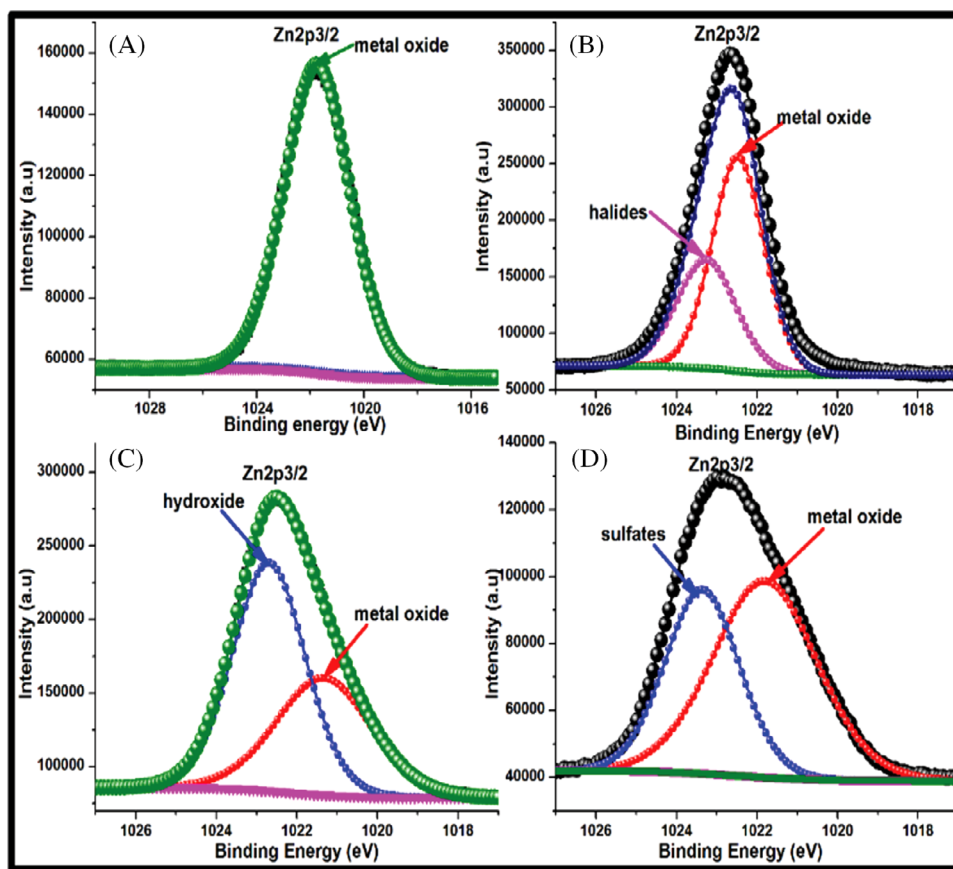 (A)
Zn2p3/2
metal oxide
160000
140000
120000
100000
80000
60000
Intensity (a.u)
1028
1024
1020
1016
Binding energy (eV)
(B)
Zn2p3/2
metal oxide
halides
350000
300000
250000
200000
150000
100000
50000
Intensity (a.u)
1026
1024
1022
1020
1018
Binding Energy (eV)
(C)
Zn2p3/2
hydroxide
metal oxide
300000
250000
200000
150000
100000
Intensity (a.u)
1026
1024
1022
1020
1018
Binding Energy (eV)
(D)
Zn2p3/2
sulfates
metal oxide
140000
120000
100000
80000
60000
40000
Intensity (a.u)
1026
1024
1022
1020
1018
Binding Energy (eV)